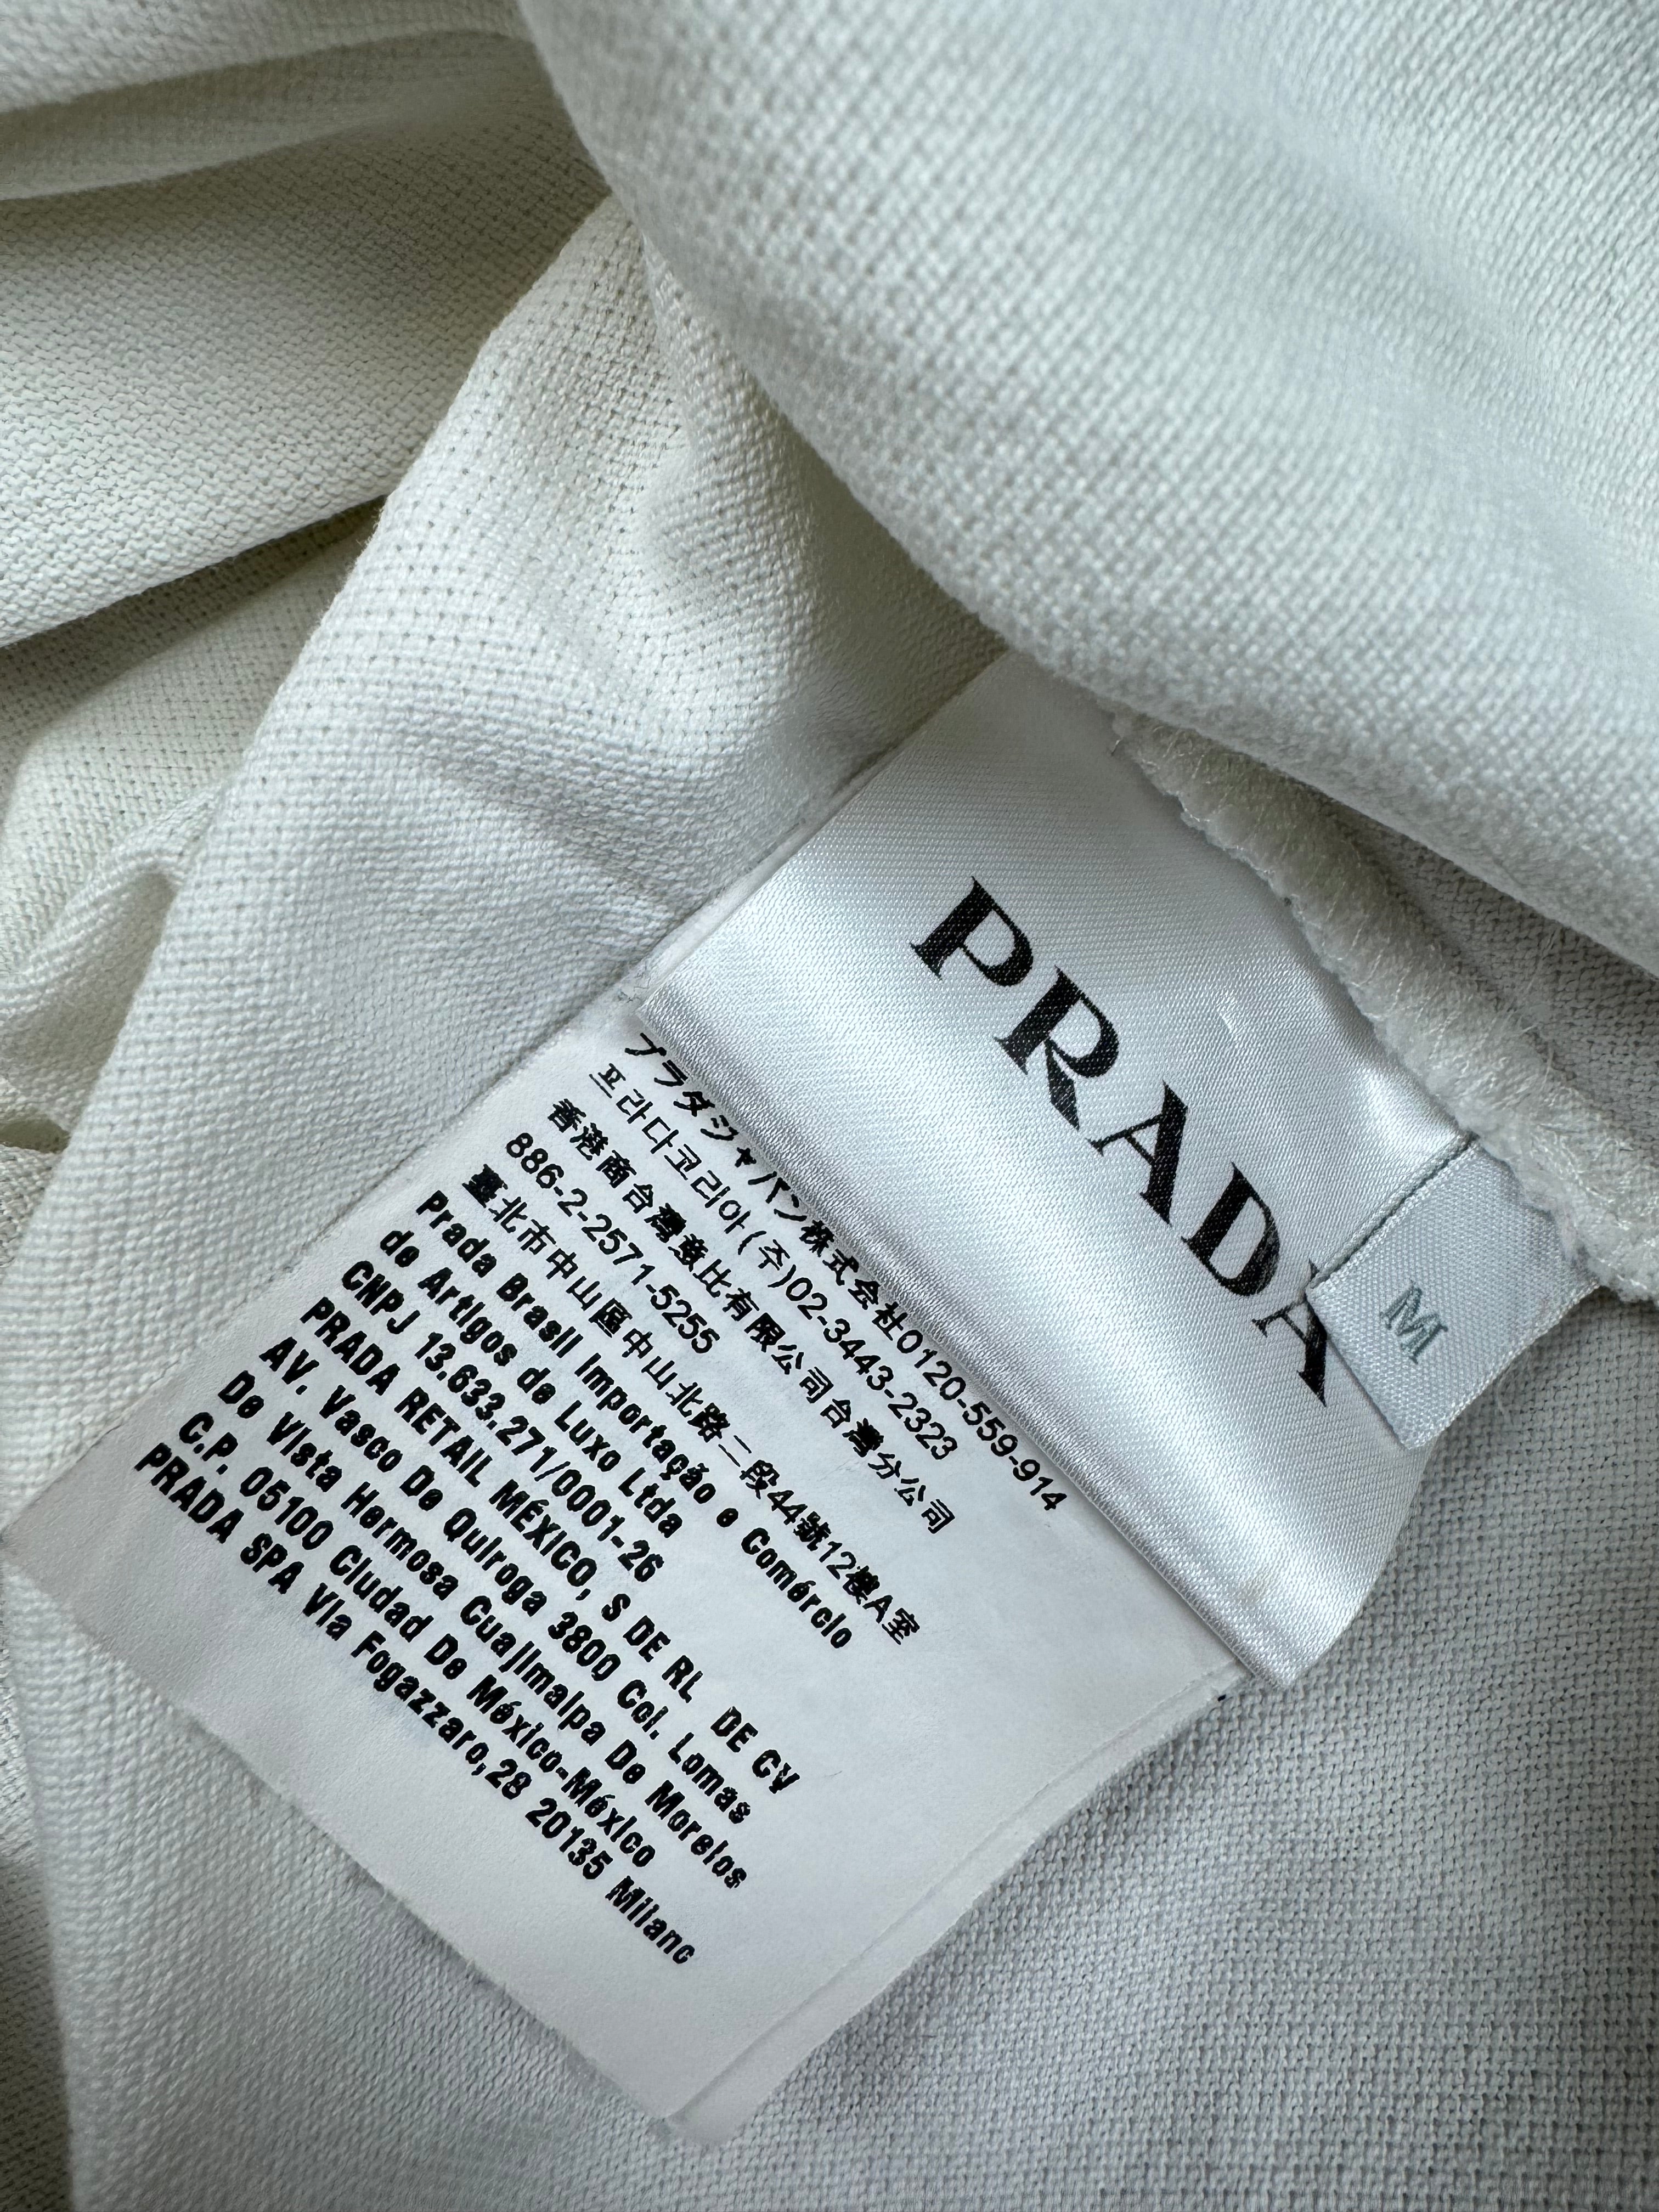 PRADA
M
プラダジャパン株式会社0120-559-914
프라다코리아(주)02-3443-2323
香港商台灣意比有限公司台灣分公司
886-2-2571-5255
臺北市中山區中山北路二段44號12樓A室
Prada Brasil Importação e Comércio
de Artigos de Luxo Ltda
CNPJ 13.633.271/0001-26
PRADA RETAIL MÉXICO, S DE RL DE CV
AV. Vasco De Quiroga 3800 Col. Lomas
De Vista Hermosa Cuajimalpa De Morelos
C.P. 05100 Ciudad De México-México
PRADA SPA Via Fogazzaro,28 20135 Milanc